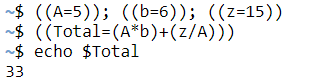 ~$ ((A=5)); ((b=6)); ((z=15))
~$ ((Total=(A*b)+(z/A)))
~$ echo $Total
33